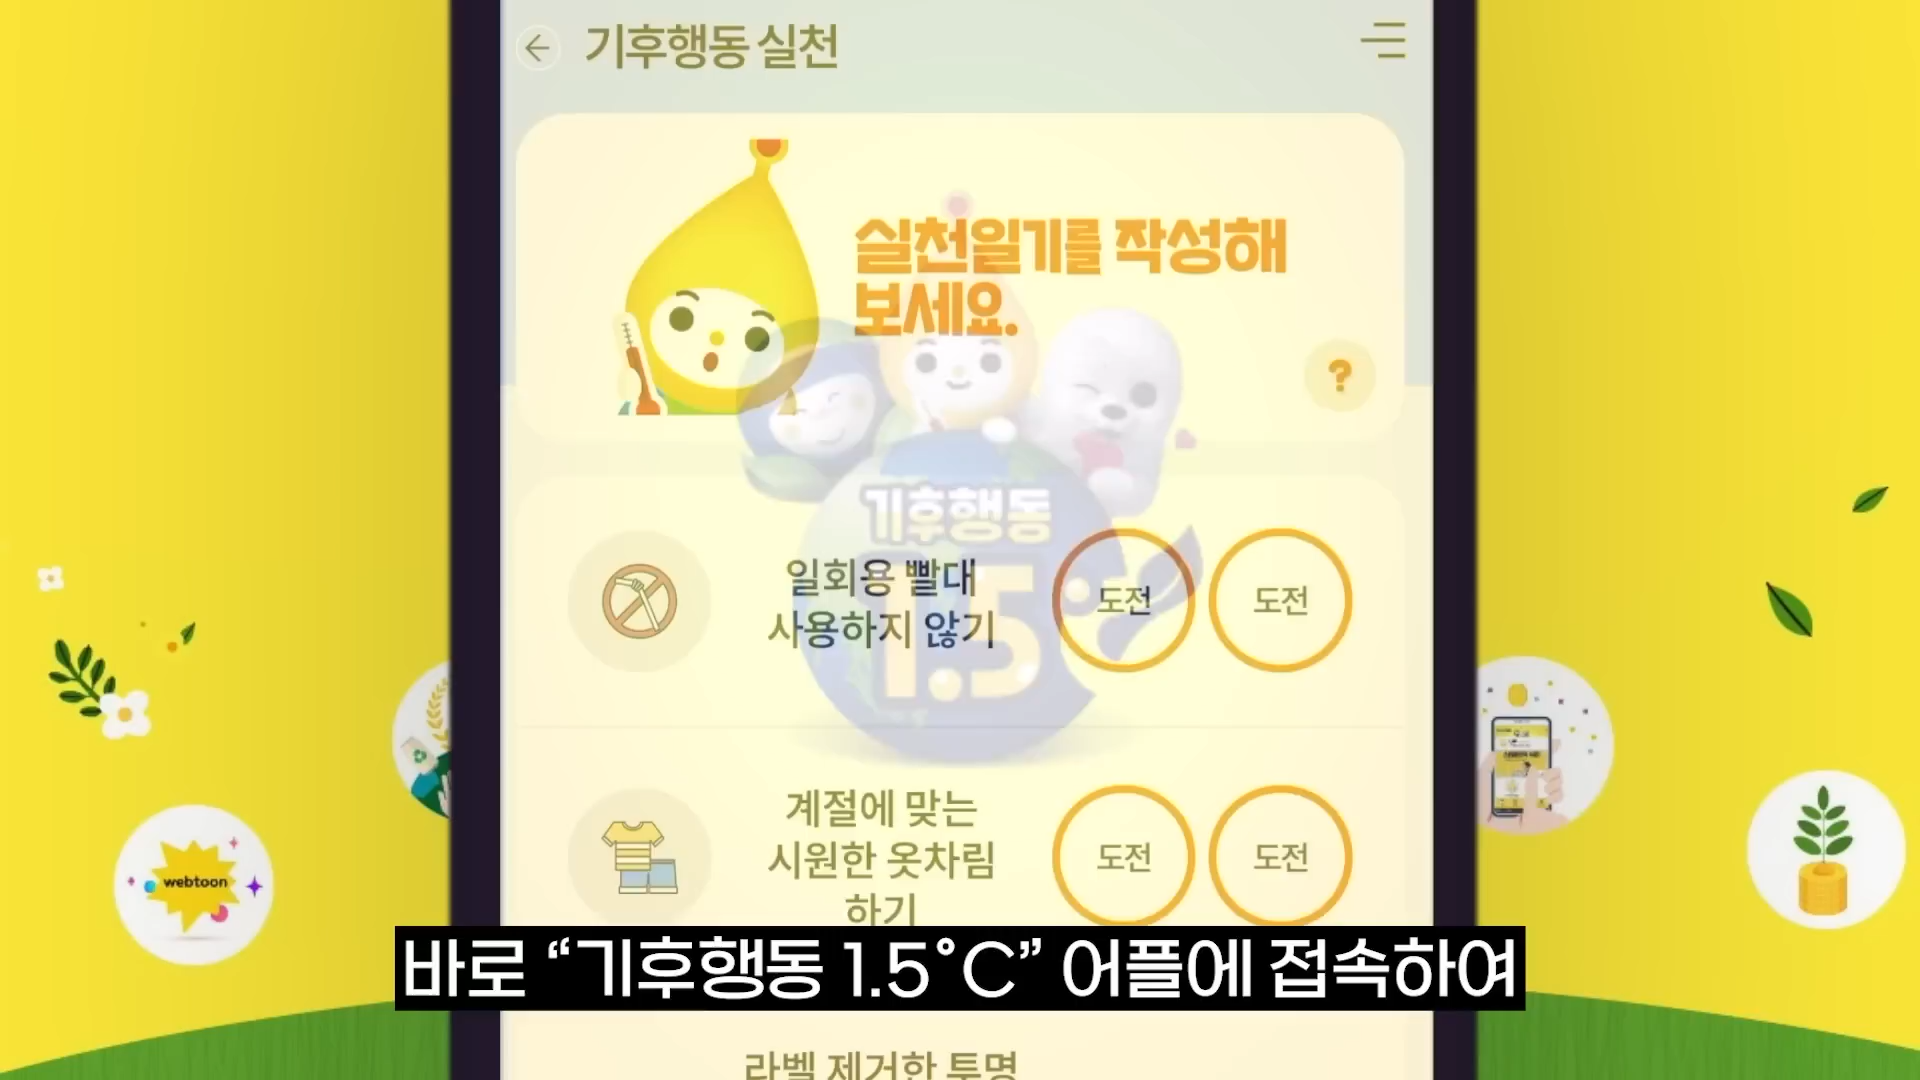 기후행동 실천
실천일기를 작성해
보세요.
?
기후행동
1.5°C
일회용 빨대
사용하지 않기
도전
도전
계절에 맞는
시원한 옷차림
하기
도전
도전
webtoon
바로 “기후행동 1.5°C” 어플에 접속하여
라벨 제거한 투명